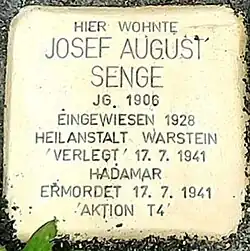 HIER WOHNTE
JOSEF AUGUST
SENGE
JG. 1906
EINGEWIESEN 1928
HEILANSTALT WARSTEIN
'VERLEGT' 17. 7. 1941
HADAMAR
ERMORDET 17. 7. 1941
'AKTION T4'